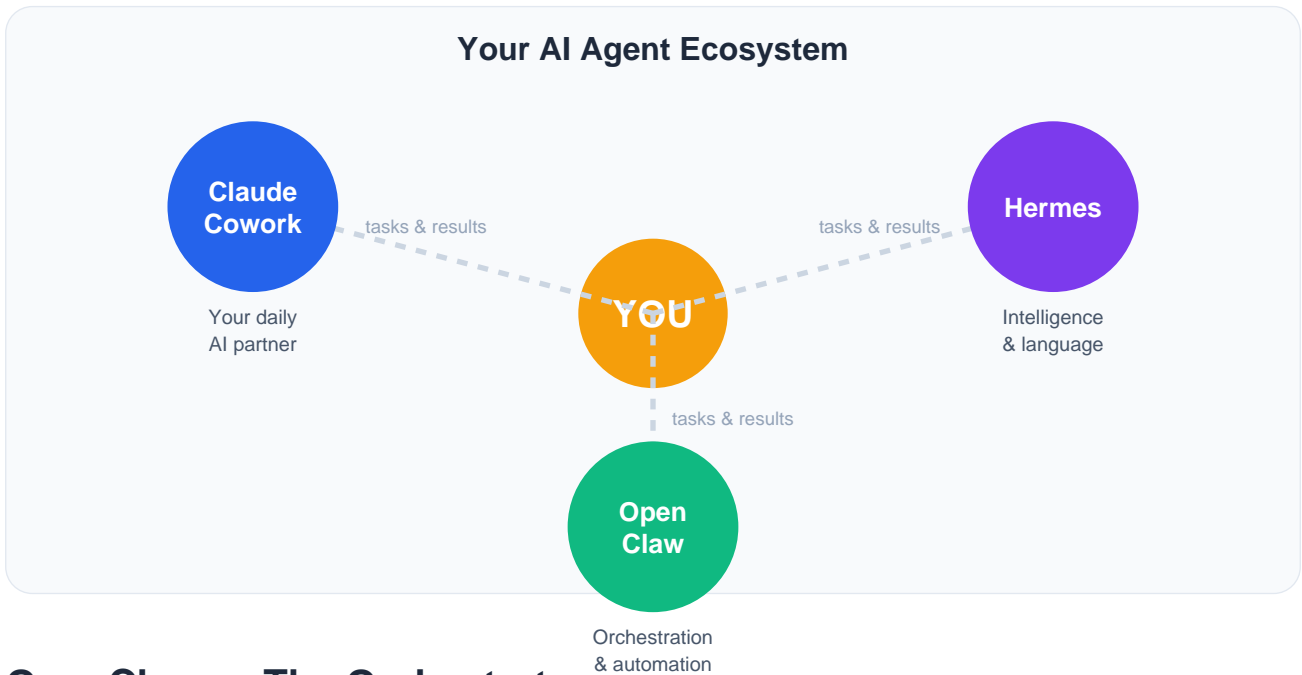 Your AI Agent Ecosystem
Claude
Cowork
tasks & results
Your daily
AI partner
YOU
tasks & results
Hermes
Intelligence
& language
tasks & results
Open
Claw
Orchestration
& automation